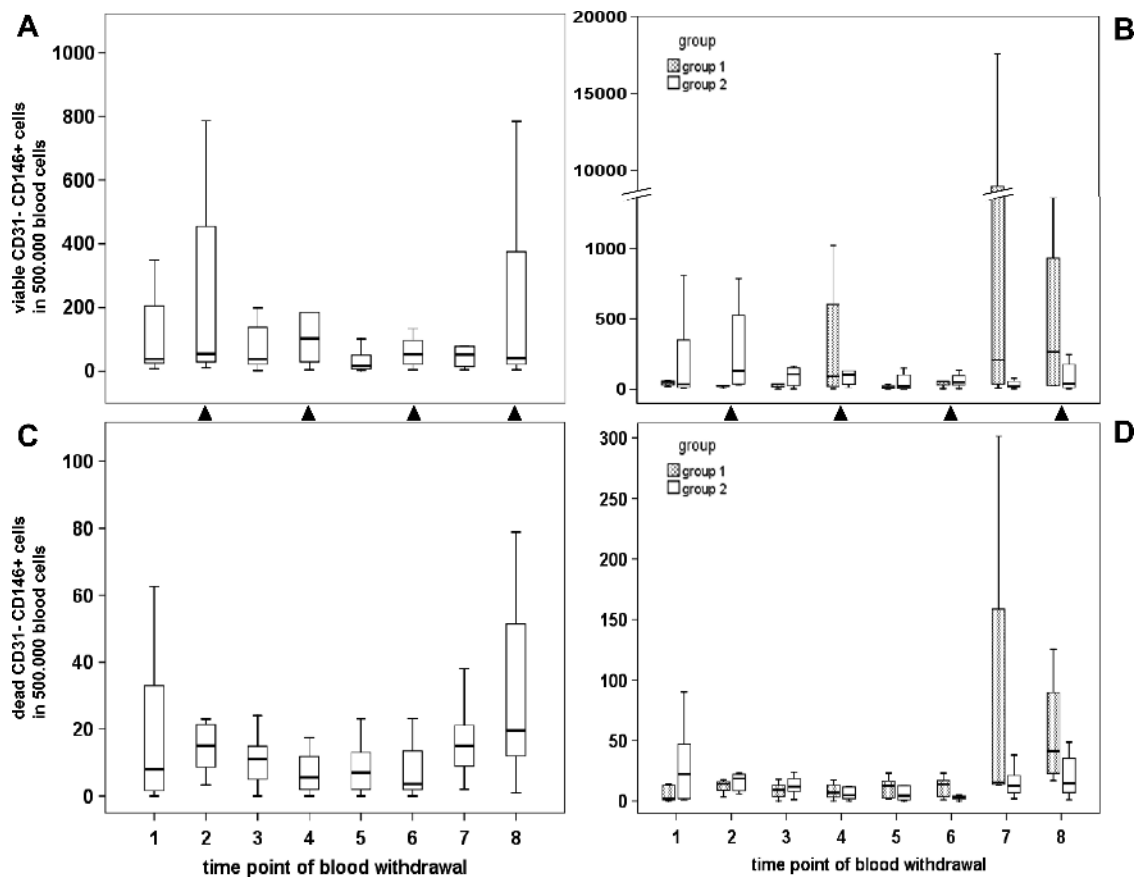 A
1000
800
600
400
200
0
viable CD31- CD146+ cells
in 500.000 blood cells
B
20000
15000
10000
1000
500
0
group
group 1
group 2
C
100
80
60
40
20
0
dead CD31- CD146+ cells
in 500.000 blood cells
1 2 3 4 5 6 7 8
time point of blood withdrawal
D
300
250
200
150
100
50
0
group
group 1
group 2
1 2 3 4 5 6 7 8
time point of blood withdrawal